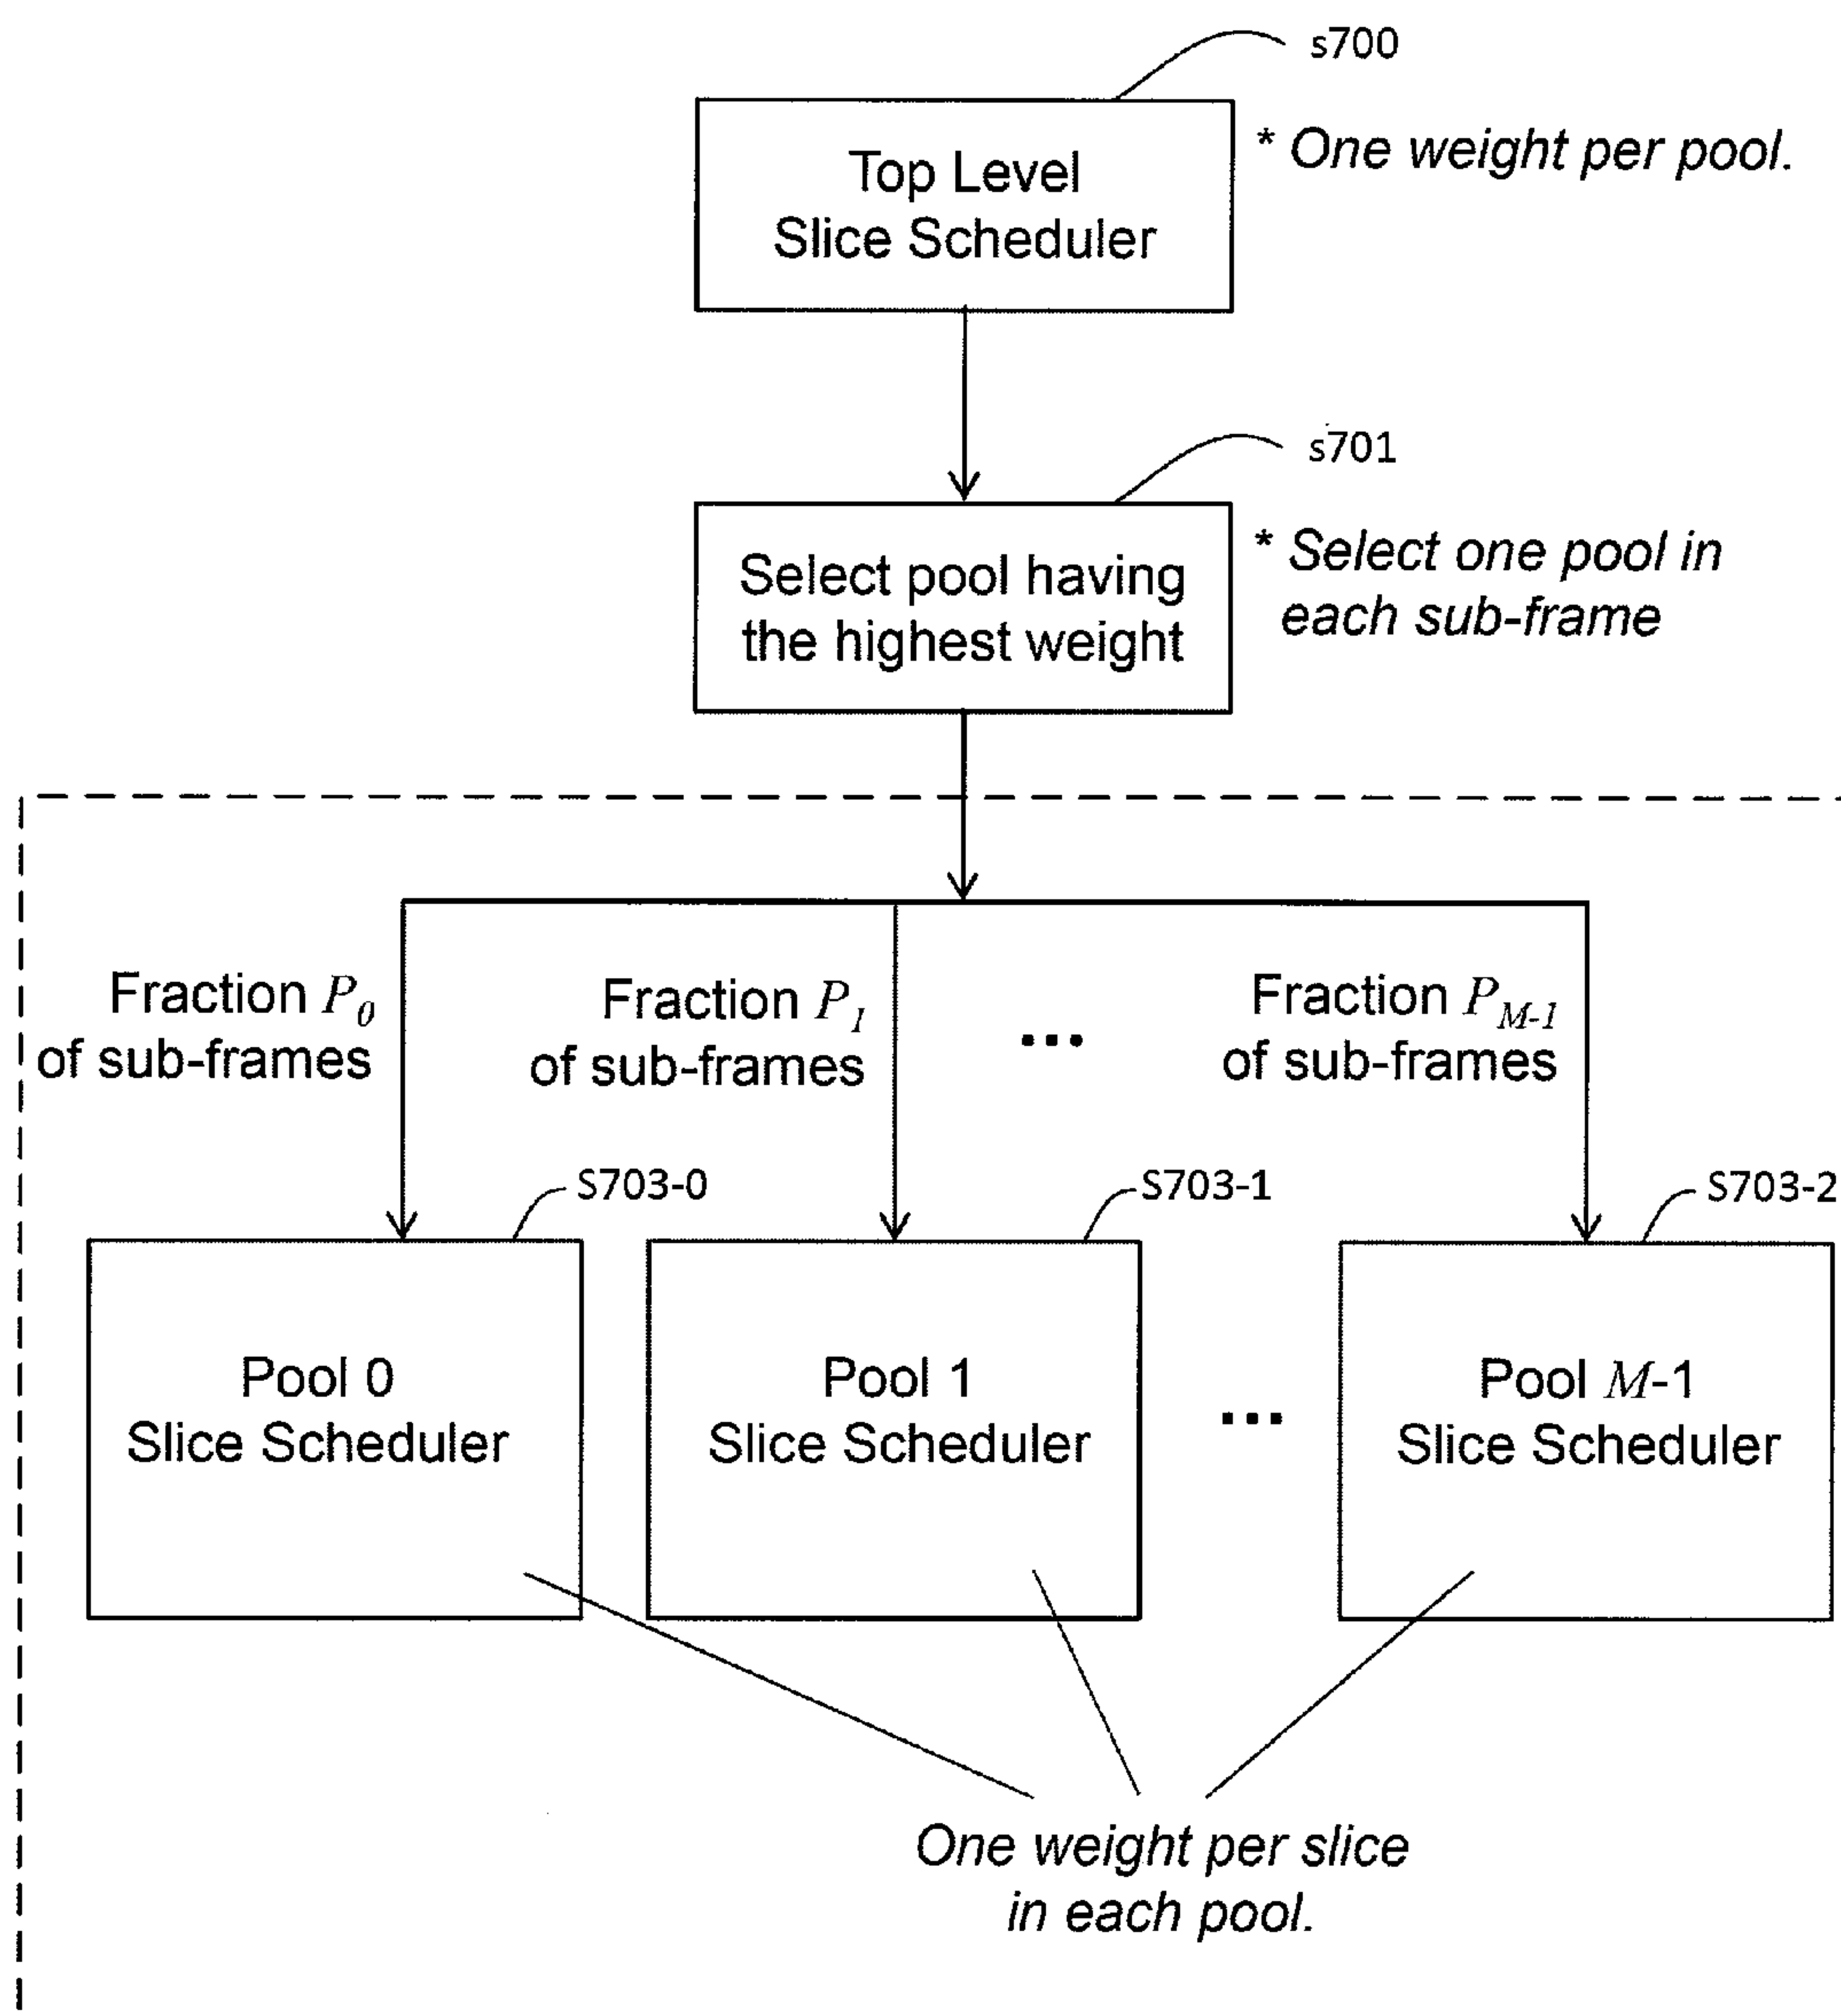 s700
Top Level
Slice Scheduler
* One weight per pool.
s701
Select pool having
the highest weight
* Select one pool in
each sub-frame
Fraction P0
of sub-frames
Fraction P1
of sub-frames
...
Fraction PM-1
of sub-frames
S703-0
S703-1
S703-2
Pool 0
Slice Scheduler
Pool 1
Slice Scheduler
...
Pool M-1
Slice Scheduler
One weight per slice
in each pool.